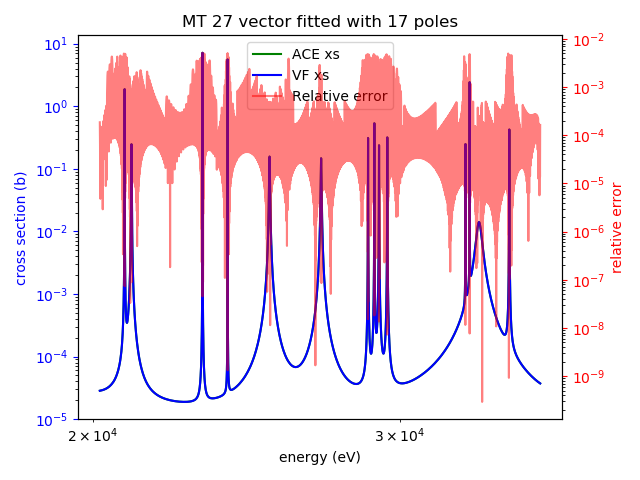 MT 27 vector fitted with 17 poles
ACE xs
VF xs
Relative error
cross section (b)
10^1
10^0
10^-1
10^-2
10^-3
10^-4
10^-5
10^-2
10^-3
10^-4
10^-5
10^-6
10^-7
10^-8
10^-9
relative error
2 × 10^4
3 × 10^4
energy (eV)